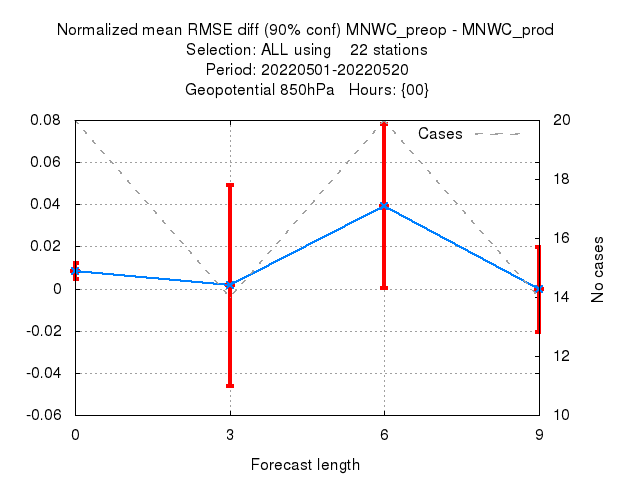 Normalized mean RMSE diff (90% conf) MNWC_preop - MNWC_prod
Selection: ALL using 22 stations
Period: 20220501-20220520
Geopotential 850hPa Hours: {00}
Cases
0.08
0.06
0.04
0.02
0
-0.02
-0.04
-0.06
20
18
16
14
12
10
No cases
0 3 6 9
Forecast length